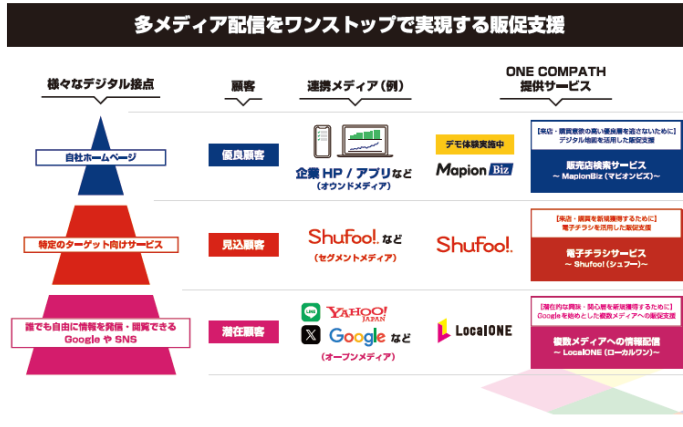 多メディア配信をワンストップで実現する販促支援
様々なデジタル接点
顧客
連携メディア（例）
ONE COMPATH
提供サービス
自社ホームページ
優良顧客
企業 HP / アプリなど
（オウンドメディア）
デモ体験実施中
Mapion Biz
【来店・購買意欲の高い優良層を逃さないために】
デジタル地図を活用した販促支援
販売店検索サービス
～ MapionBiz（マピオンビズ）～
特定のターゲット向けサービス
見込顧客
Shufoo! など
（セグメントメディア）
Shufoo!
【来店・購買を新規獲得するために】
電子チラシを活用した販促支援
電子チラシサービス
～ Shufoo!（シュフー）～
誰でも自由に情報を発信・閲覧できる
Google や SNS
潜在顧客
LINE
YAHOO!
JAPAN
X
Google など
（オープンメディア）
LocalONE
【潜在的な興味・関心層を新規獲得するために】
Googleを始めとした複数メディアへの販促支援
複数メディアへの情報配信
～ LocalONE（ローカルワン）～